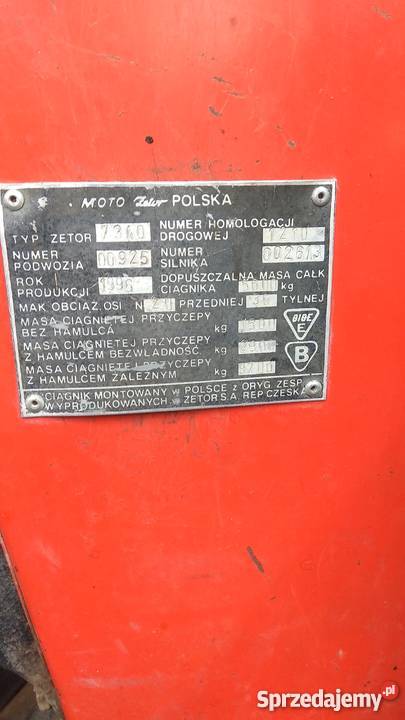 MOTO Zetor POLSKA
TYP ZETOR 7340 NUMER HOMOLOGACJI DROGOWEJ
NUMER PODWOZIA 00925 NUMER SILNIKA 002673
ROK PRODUKCJI 1996 DOPUSZCZALNA MASA CAŁK. CIĄGNIKA kg
MAK. OBCIĄŻ. OSI PRZEDNIEJ TYLNEJ
MASA CIĄGNIĘTEJ PRZYCZEPY
BEZ HAMULCA kg
MASA CIĄGNIĘTEJ PRZYCZEPY
Z HAMULCEM BEZWŁADNOŚC. kg
MASA CIĄGNIĘTEJ PRZYCZEPY
Z HAMULCEM ZALEŻNYM kg
E
B
CIĄGNIK MONTOWANY w POLSCE z ORYG. ZESP.
WYPRODUKOWANYCH w ZETOR S.A. REP. CZESKA
Sprzedajemy.pl